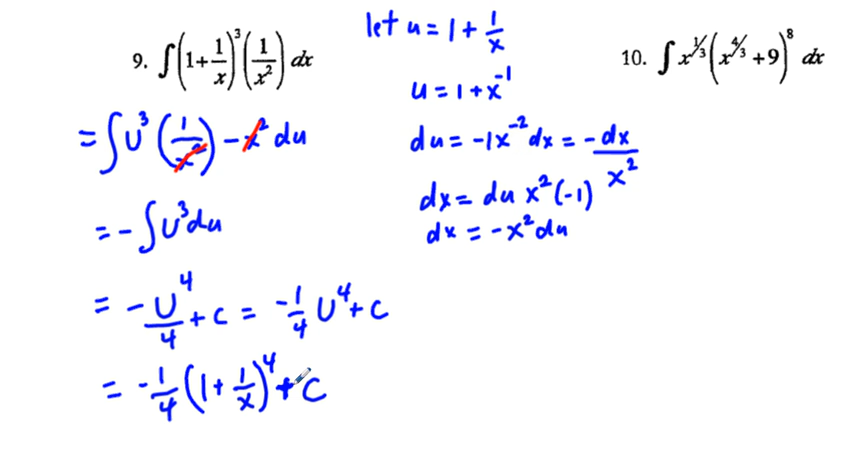 let u = 1 + 1/x
9. ∫(1+1/x)³(1/x²) dx
10. ∫x^(1/3)(x^(4/3) + 9)⁸ dx
u = 1 + x⁻¹
= ∫U³(1/x²) - x² du
du = -1x⁻²dx = -dx/x²
dx = du x²(-1)
= - ∫U³du
dx = -x²du
= - U⁴/4 + C = -1/4 U⁴ + C
= -1/4 (1 + 1/x)⁴ + C